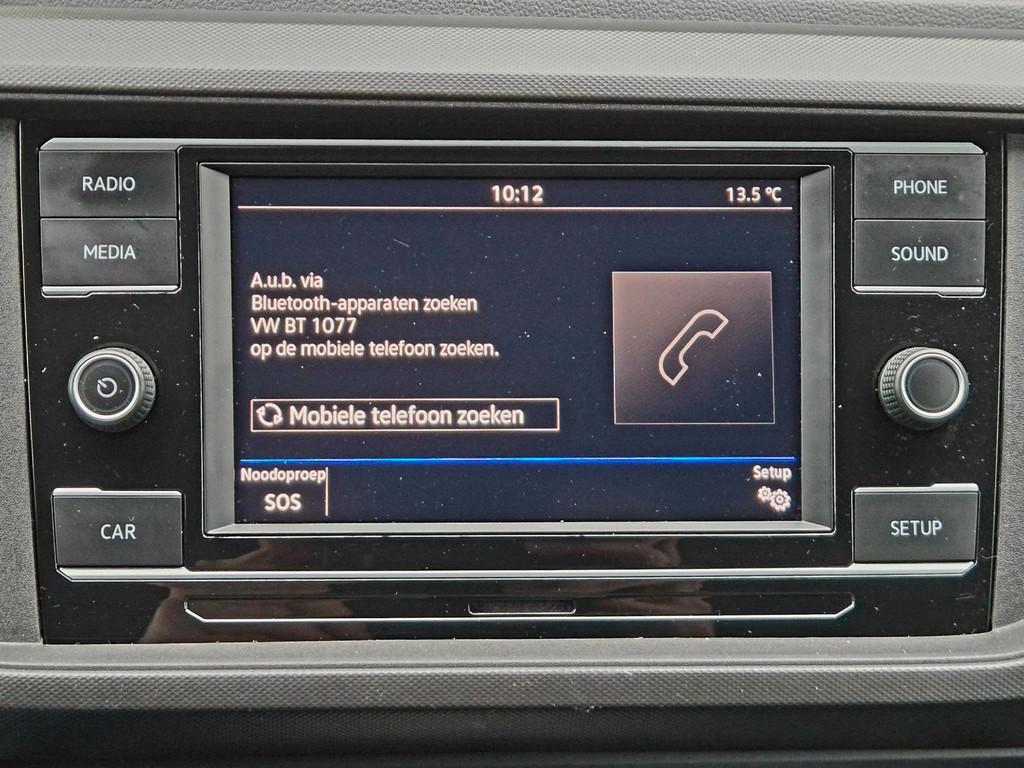 RADIO
MEDIA
10:12
13.5 °C
A.u.b. via
Bluetooth-apparaten zoeken
VW BT 1077
op de mobiele telefoon zoeken.
Mobiele telefoon zoeken
Noodoproep
SOS
Setup
PHONE
SOUND
CAR
SETUP